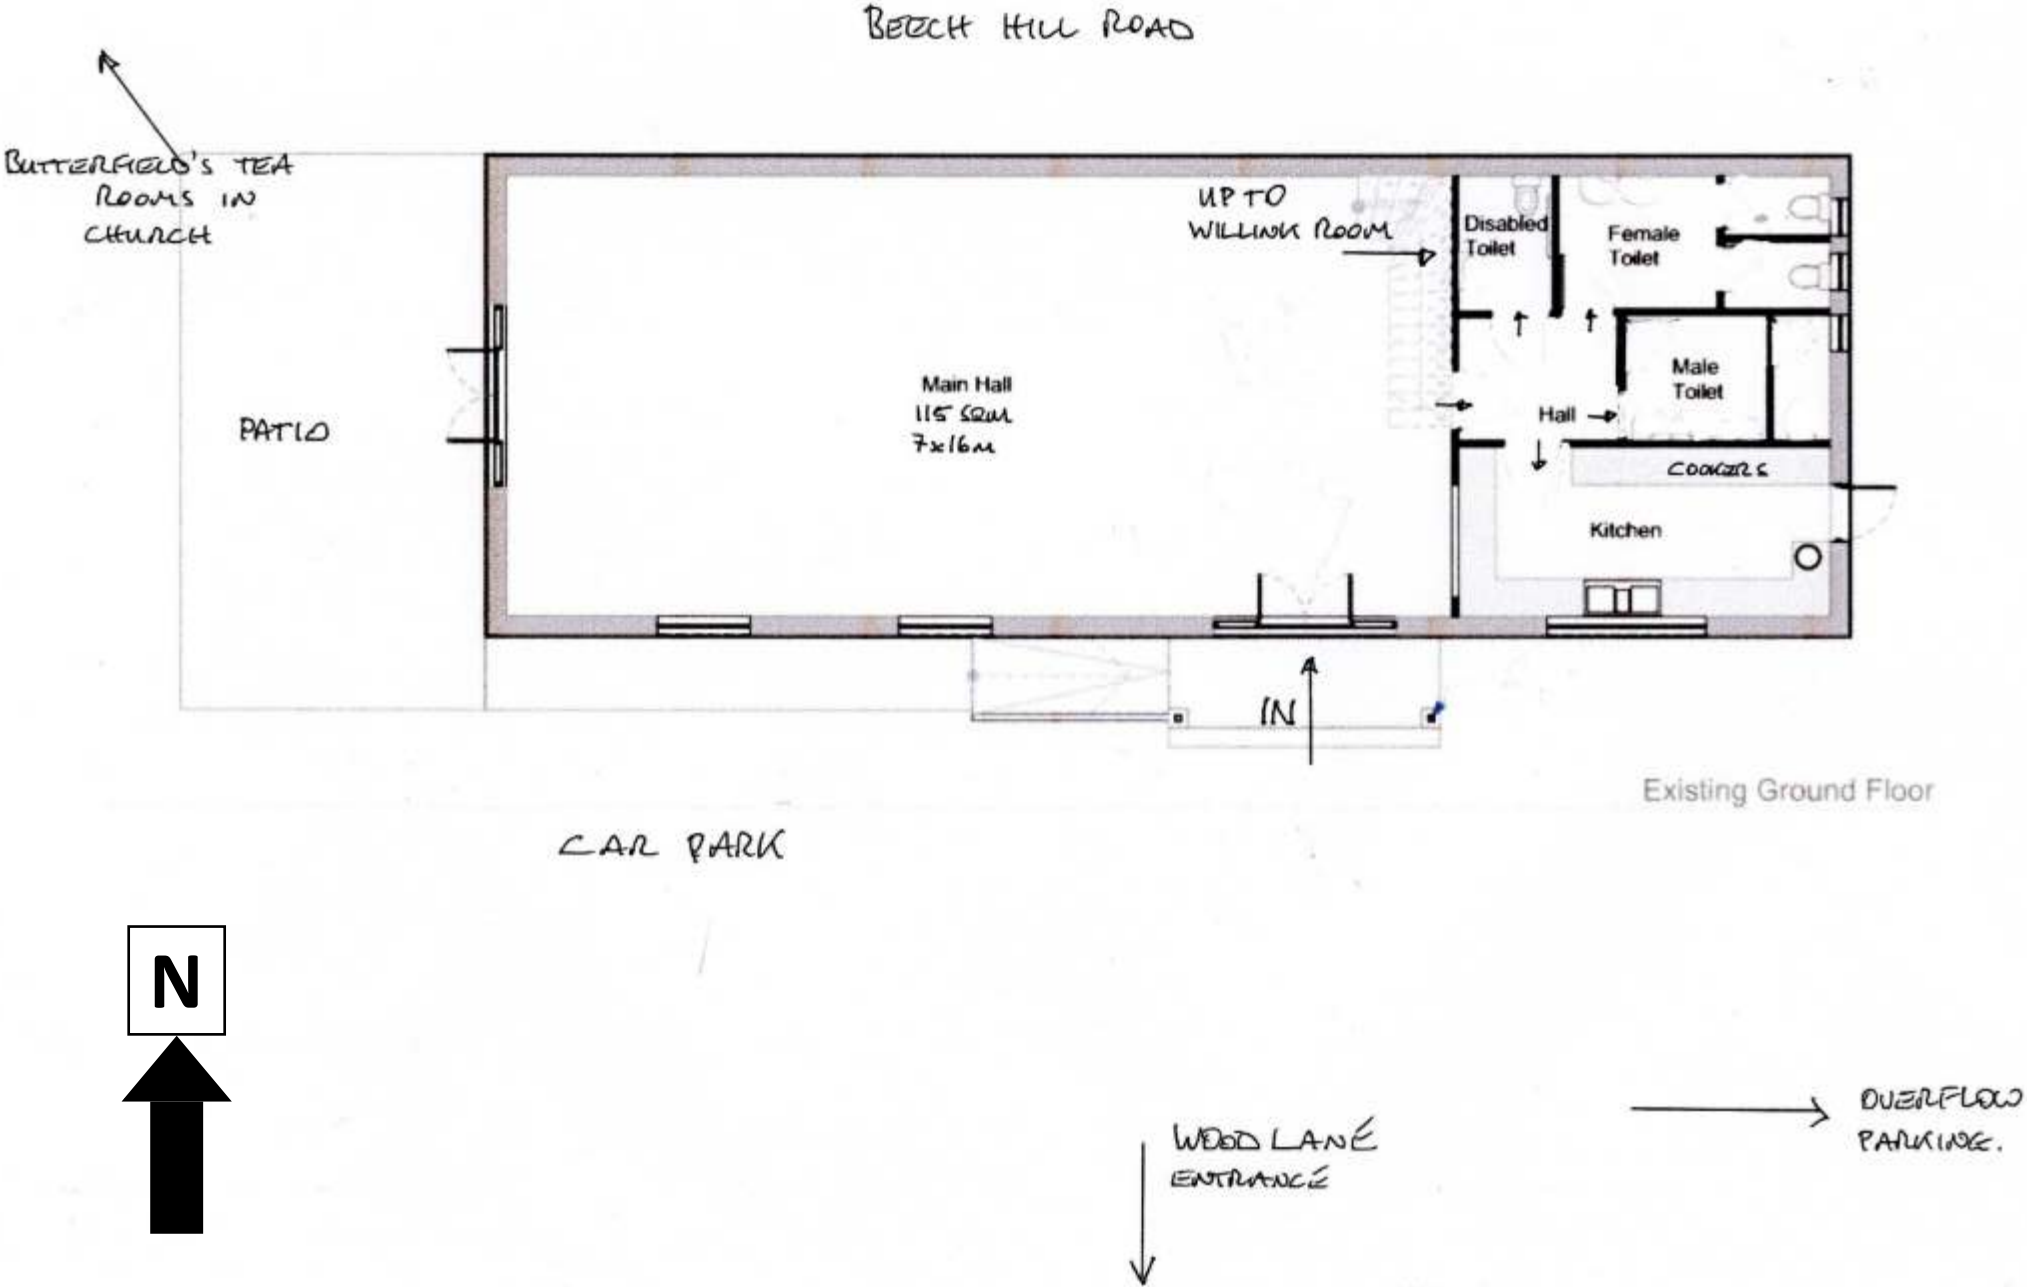 BEECH HILL ROAD
BUTTERFIELD'S TEA
ROOMS IN
CHURCH
UP TO
WILLINK ROOM
Disabled
Toilet
Female
Toilet
Male
Toilet
Main Hall
115 SQM
7x16M
Hall
PATIO
COOKERS
Kitchen
IN
Existing Ground Floor
CAR PARK
N
WOOD LANE
ENTRANCE
OVERFLOW
PARKING.